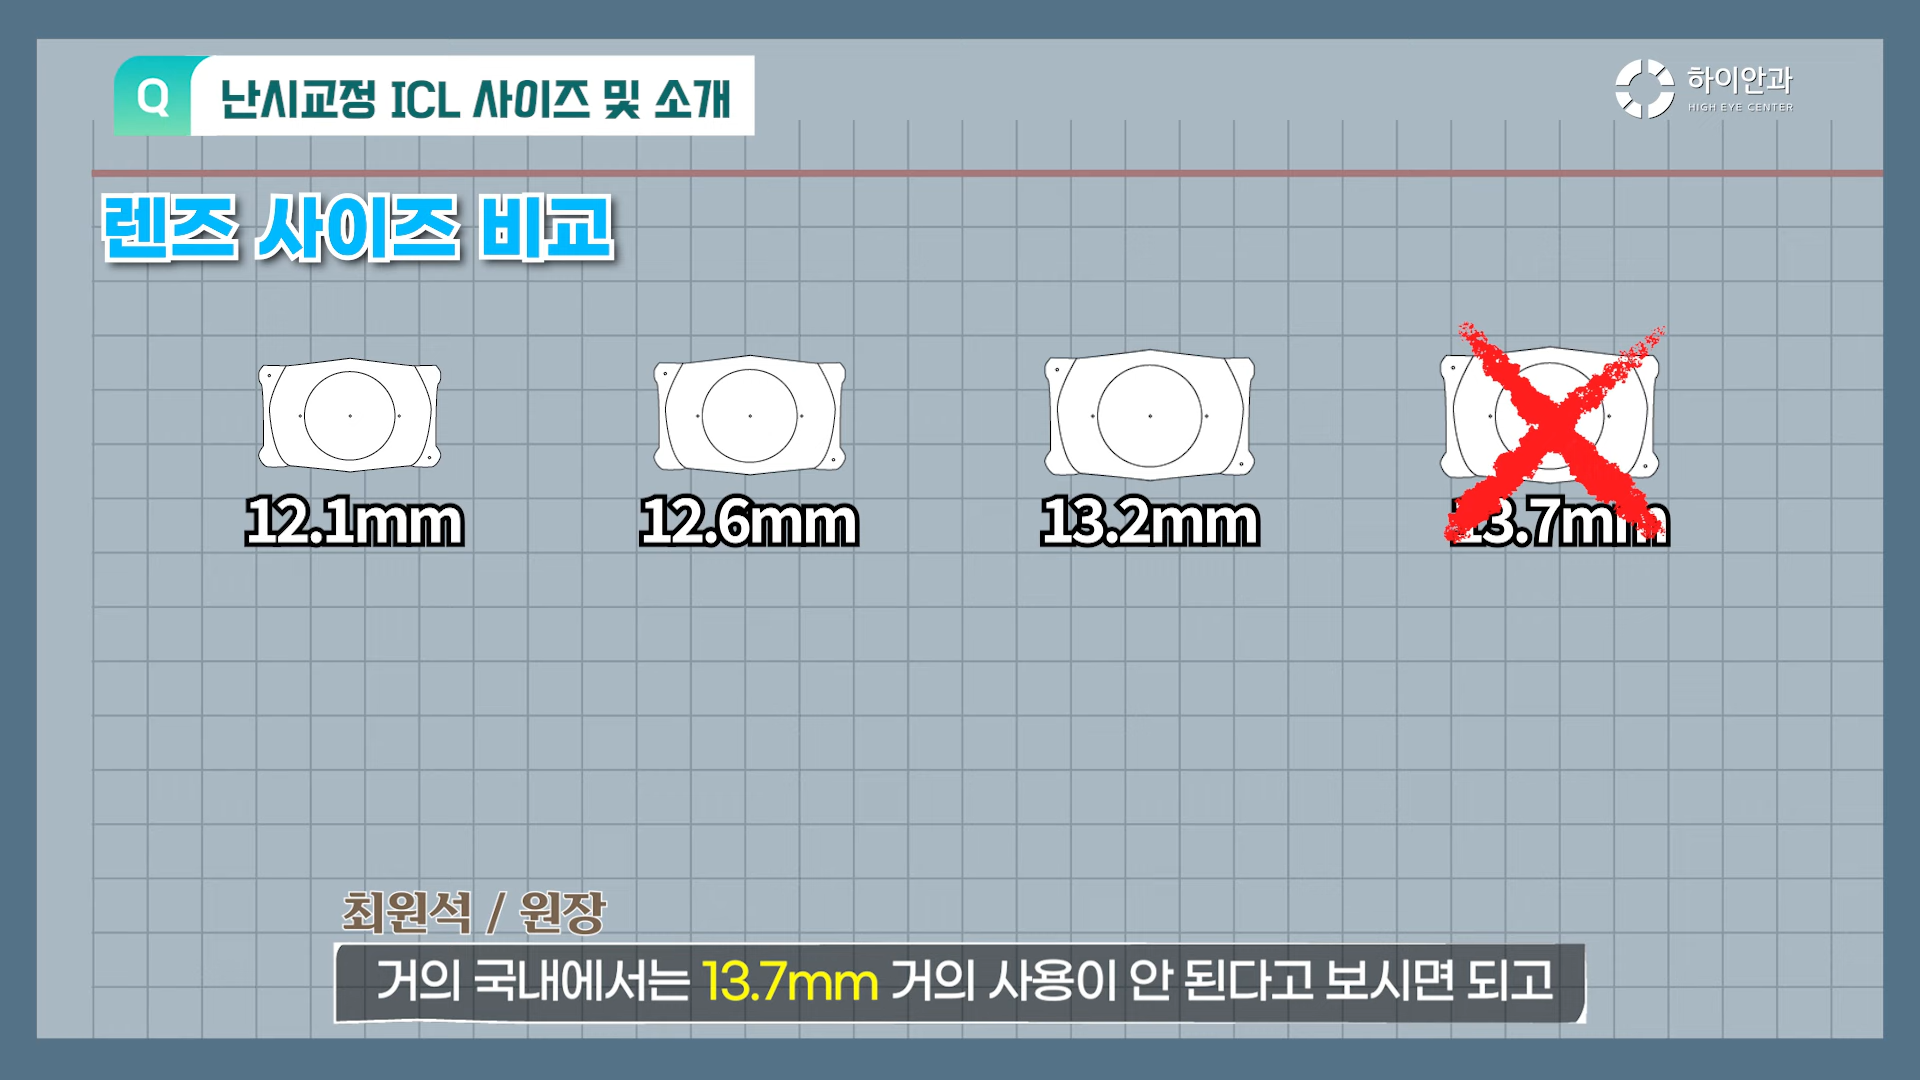 Q 난시교정 ICL 사이즈 및 소개
하이안과
HIGH EYE CENTER
렌즈 사이즈 비교
12.1mm 12.6mm 13.2mm 13.7mm
최원석 / 원장
거의 국내에서는 13.7mm 거의 사용이 안 된다고 보시면 되고